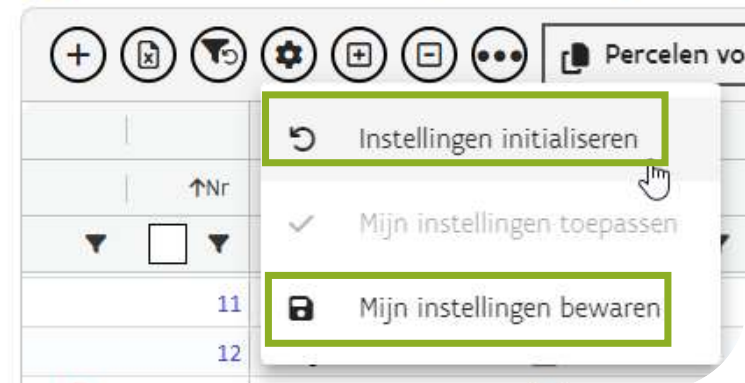 Percelen vo
Instellingen initialiseren
↑Nr
Mijn instellingen toepassen
11
Mijn instellingen bewaren
12